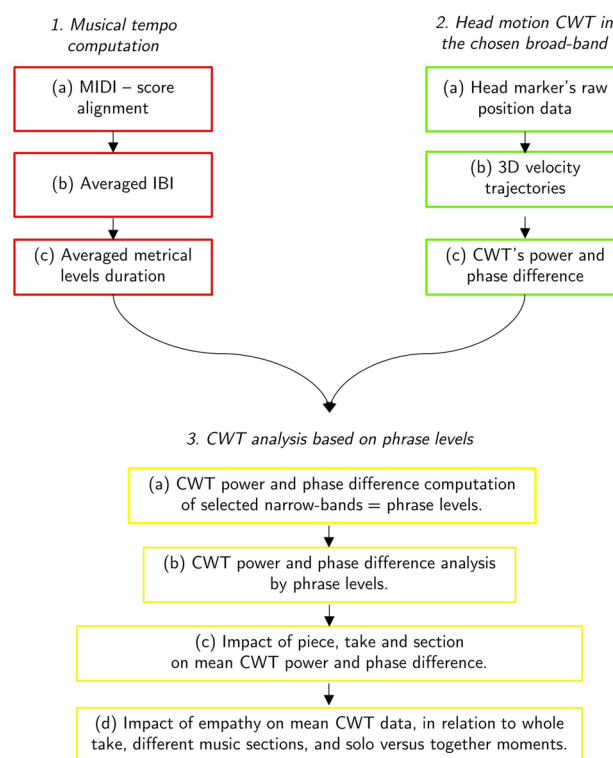 1. Musical tempo
computation
(a) MIDI – score
alignment
(b) Averaged IBI
(c) Averaged metrical
levels duration
2. Head motion CWT in
the chosen broad-band
(a) Head marker's raw
position data
(b) 3D velocity
trajectories
(c) CWT's power and
phase difference
3. CWT analysis based on phrase levels
(a) CWT power and phase difference computation
of selected narrow-bands = phrase levels.
(b) CWT power and phase difference analysis
by phrase levels.
(c) Impact of piece, take and section
on mean CWT power and phase difference.
(d) Impact of empathy on mean CWT data, in relation to whole
take, different music sections, and solo versus together moments.